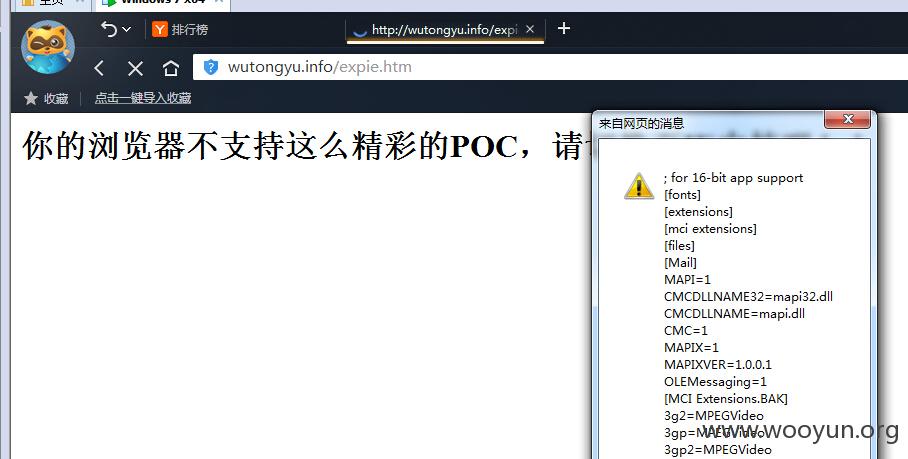 主页
Windows 7 x64
排行榜
http://wutongyu.info/expie
wutongyu.info/expie.htm
收藏
点击一键导入收藏
你的浏览器不支持这么精彩的POC，请
来自网页的消息
; for 16-bit app support
[fonts]
[extensions]
[mci extensions]
[files]
[Mail]
MAPI=1
CMCDLLNAME32=mapi32.dll
CMCDLLNAME=mapi.dll
CMC=1
MAPIX=1
MAPIXVER=1.0.0.1
OLEMessaging=1
[MCI Extensions.BAK]
3g2=MPEGVideo
3gp=MPEGVideo
3gp2=MPEGVideo
www.wooyun.org